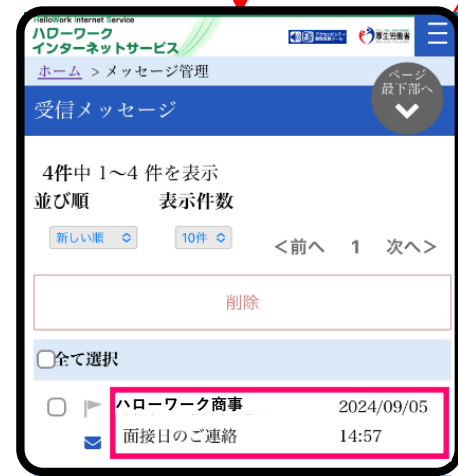 HelloWork Internet Service
ハローワーク
インターネットサービス
厚生労働省
ホーム > メッセージ管理
ページ
最下部へ
受信メッセージ
4件中 1～4 件を表示
並び順 表示件数
新しい順 10件 <前へ 1 次へ>
削除
全て選択
ハローワーク商事 2024/09/05
面接日のご連絡 14:57